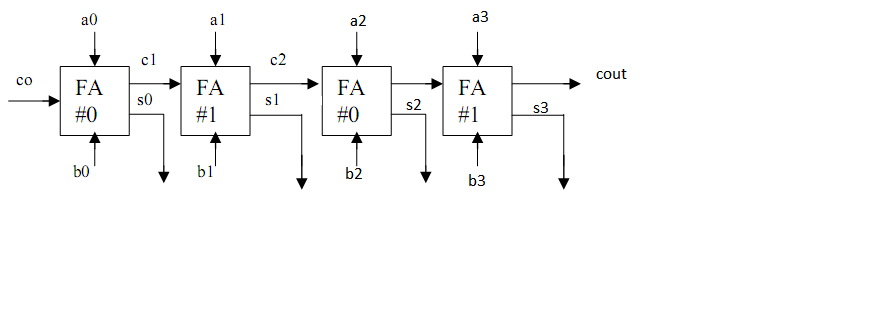 a0 a1 a2 a3
c1 c2
co cout
FA FA FA FA
s0 s1 s2 s3
#0 #1 #0 #1
b0 b1 b2 b3